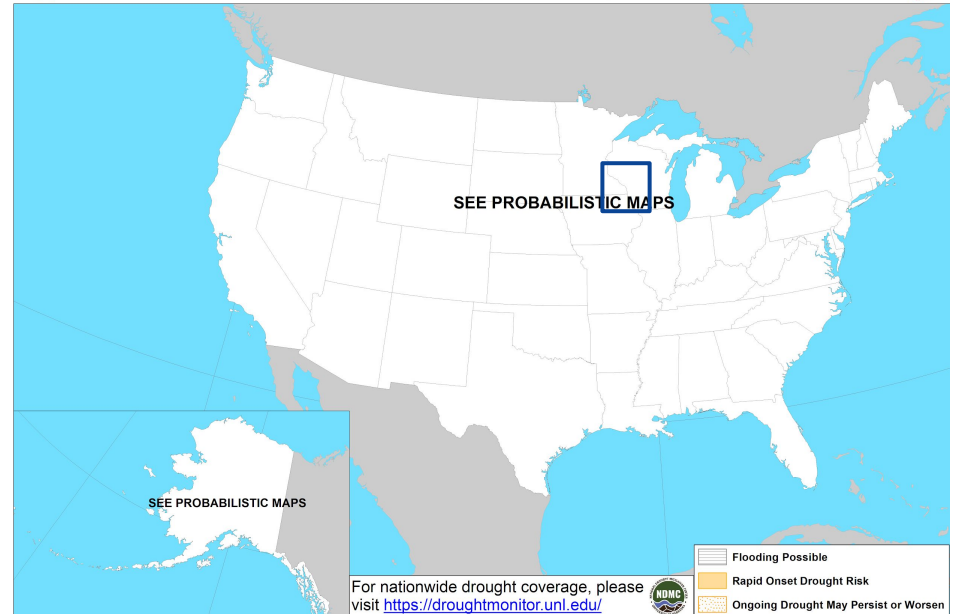 SEE PROBABILISTIC MAPS
SEE PROBABILISTIC MAPS
For nationwide drought coverage, please
visit https://droughtmonitor.unl.edu/
NDMC
Flooding Possible
Rapid Onset Drought Risk
Ongoing Drought May Persist or Worsen